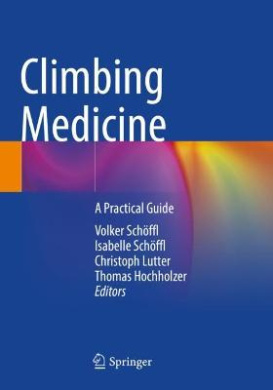 Climbing
Medicine
A Practical Guide
Volker Schöffl
Isabelle Schöffl
Christoph Lutter
Thomas Hochholzer
Editors
Springer